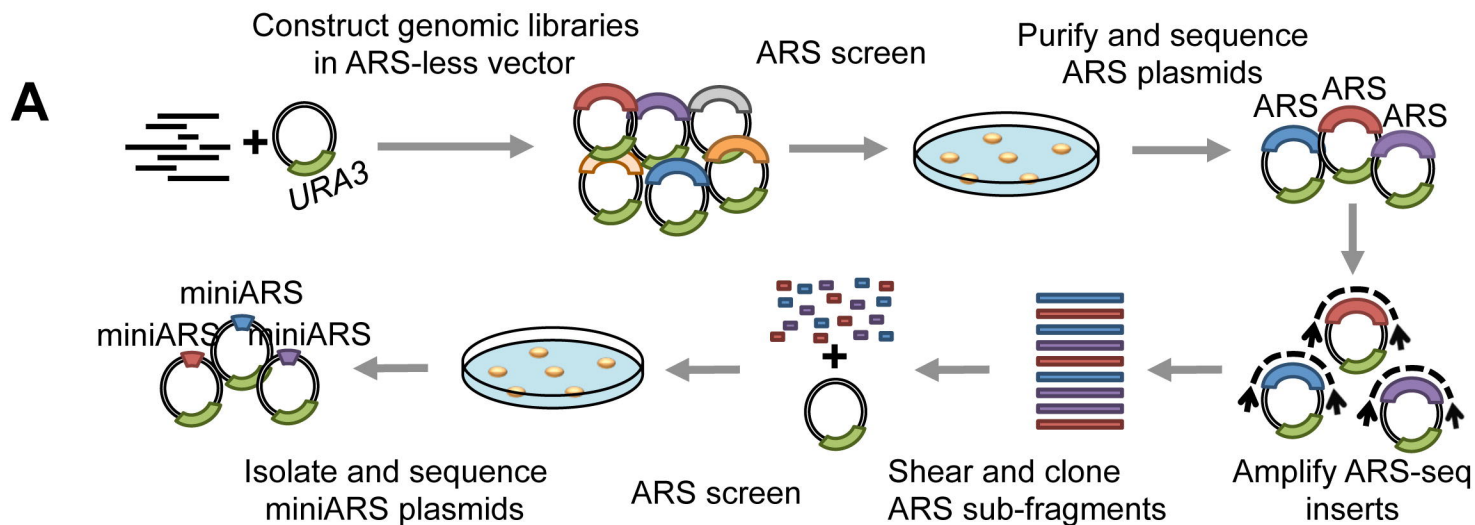 A
Construct genomic libraries
in ARS-less vector
ARS screen
Purify and sequence
ARS plasmids
URA3
ARS
ARS
ARS
miniARS
miniARS
miniARS
Isolate and sequence
miniARS plasmids
ARS screen
Shear and clone
ARS sub-fragments
Amplify ARS-seq
inserts